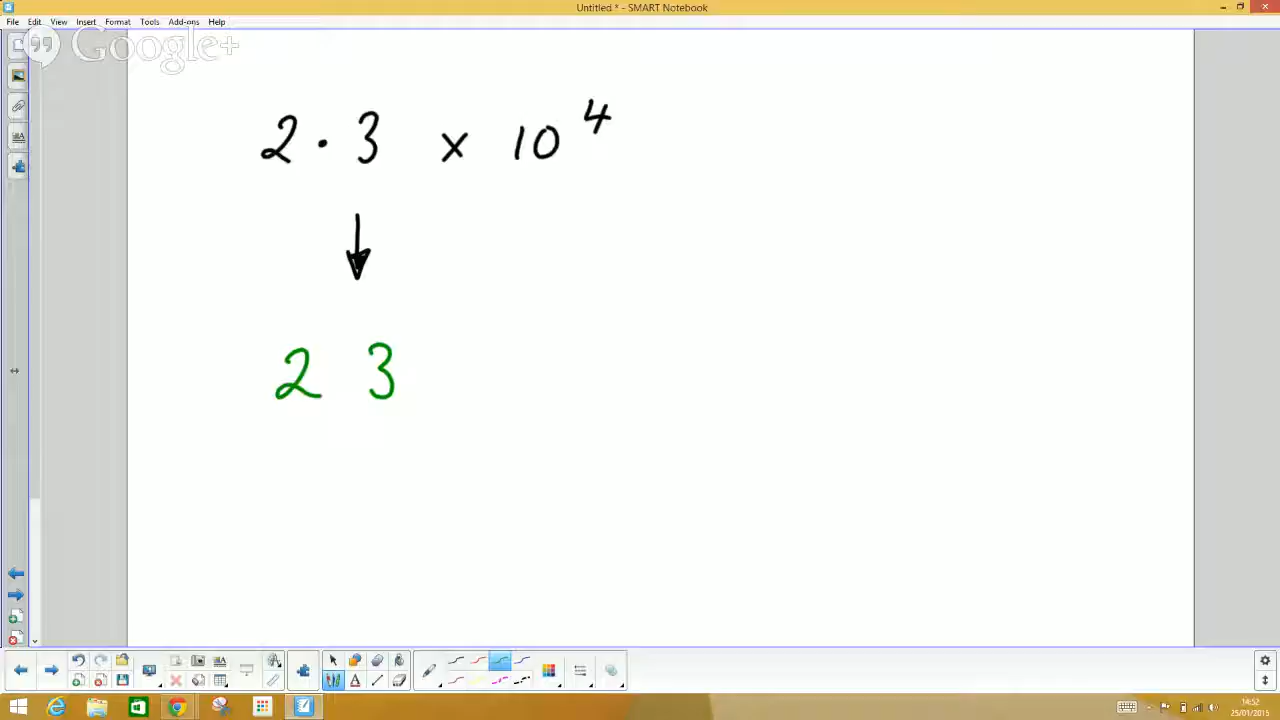 Untitled * - SMART Notebook
File Edit View Insert Format Tools Add-ons Help
Google+
2 · 3 x 10⁴
2 3
14:52
25/01/2015